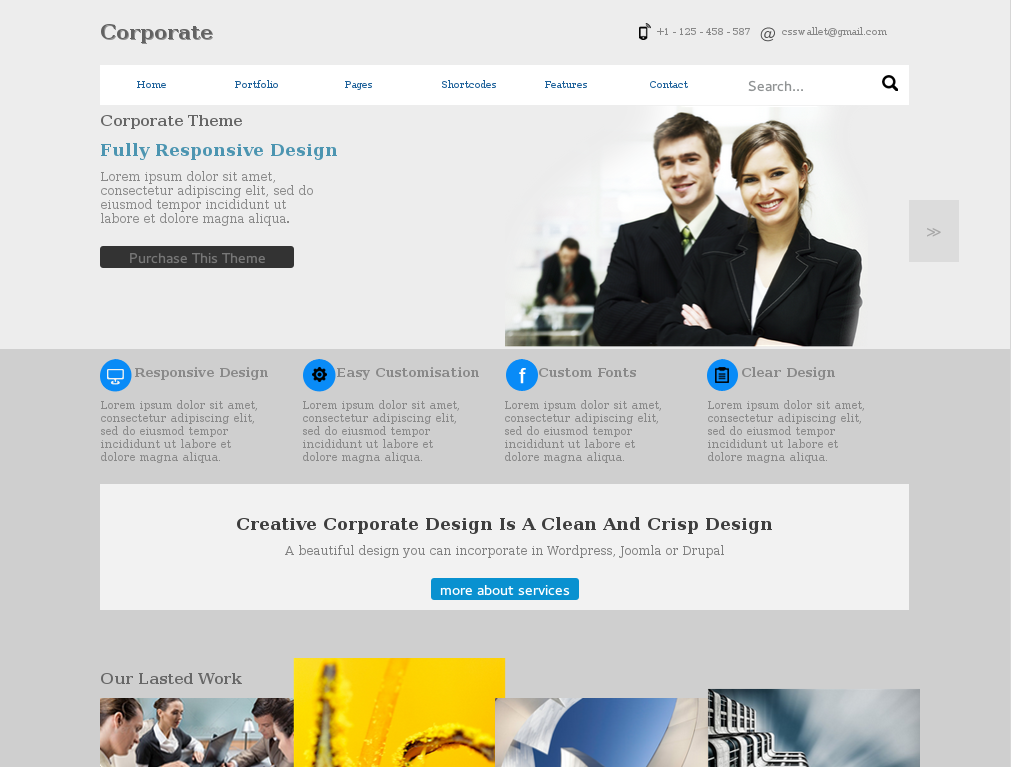 Corporate
+1 - 125 - 458 - 587 @ csswallet@gmail.com
Home Portfolio Pages Shortcodes Features Contact Search...
Corporate Theme
Fully Responsive Design
Lorem ipsum dolor sit amet,
consectetur adipiscing elit, sed do
eiusmod tempor incididunt ut
labore et dolore magna aliqua.
Purchase This Theme
≫
Responsive Design
Lorem ipsum dolor sit amet,
consectetur adipiscing elit,
sed do eiusmod tempor
incididunt ut labore et
dolore magna aliqua.
Easy Customisation
Lorem ipsum dolor sit amet,
consectetur adipiscing elit,
sed do eiusmod tempor
incididunt ut labore et
dolore magna aliqua.
f Custom Fonts
Lorem ipsum dolor sit amet,
consectetur adipiscing elit,
sed do eiusmod tempor
incididunt ut labore et
dolore magna aliqua.
Clear Design
Lorem ipsum dolor sit amet,
consectetur adipiscing elit,
sed do eiusmod tempor
incididunt ut labore et
dolore magna aliqua.
Creative Corporate Design Is A Clean And Crisp Design
A beautiful design you can incorporate in Wordpress, Joomla or Drupal
more about services
Our Lasted Work